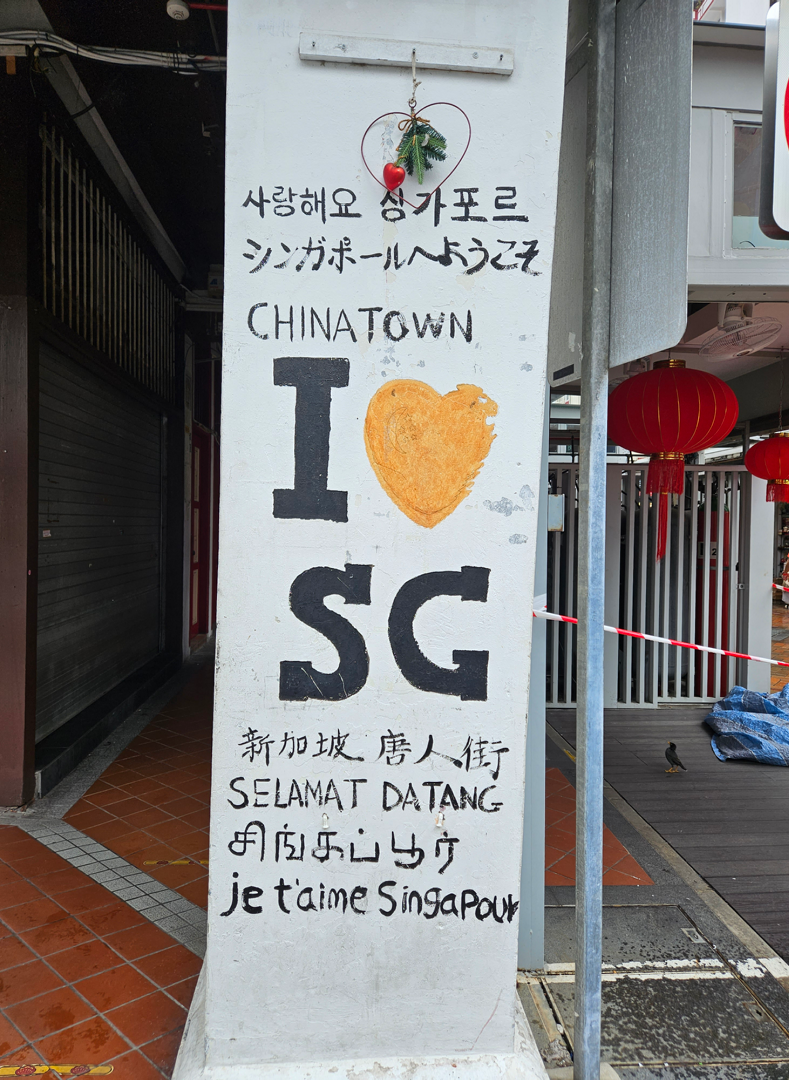 사랑해요 싱가포르
シンガポールへようこそ
CHINATOWN
I
SG
新加坡 唐人街
SELAMAT DATANG
சிங்கப்பூர்
je t'aime Singapour